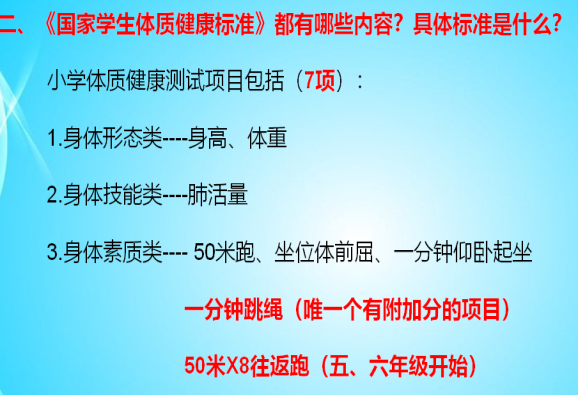 二、《国家学生体质健康标准》都有哪些内容？具体标准是什么？
小学体质健康测试项目包括（7项）：
1.身体形态类----身高、体重
2.身体技能类----肺活量
3.身体素质类---- 50米跑、坐位体前屈、一分钟仰卧起坐
一分钟跳绳（唯一个有附加分的项目）
50米X8往返跑（五、六年级开始）